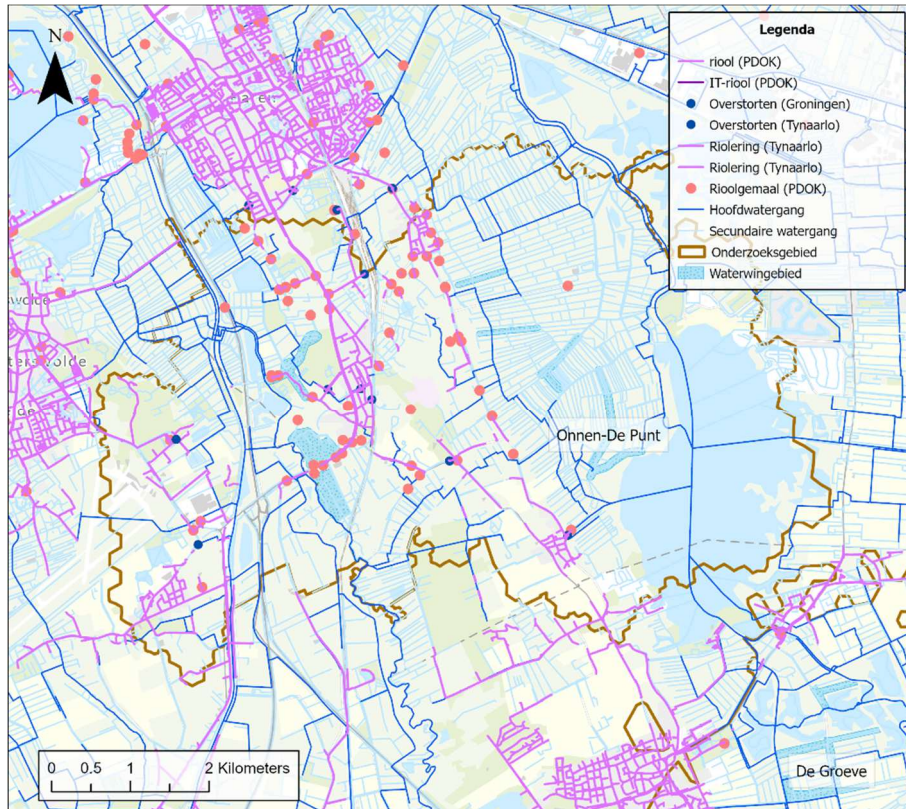 N
Legenda
riool (PDOK)
IT-riool (PDOK)
Overstorten (Groningen)
Overstorten (Tynaarlo)
Riolering (Tynaarlo)
Riolering (Tynaarlo)
Rioolgemaal (PDOK)
Hoofdwatergang
Secundaire watergang
Onderzoeksgebied
Waterwingebied
Onnen-De Punt
De Groeve
0 0.5 1 2 Kilometers